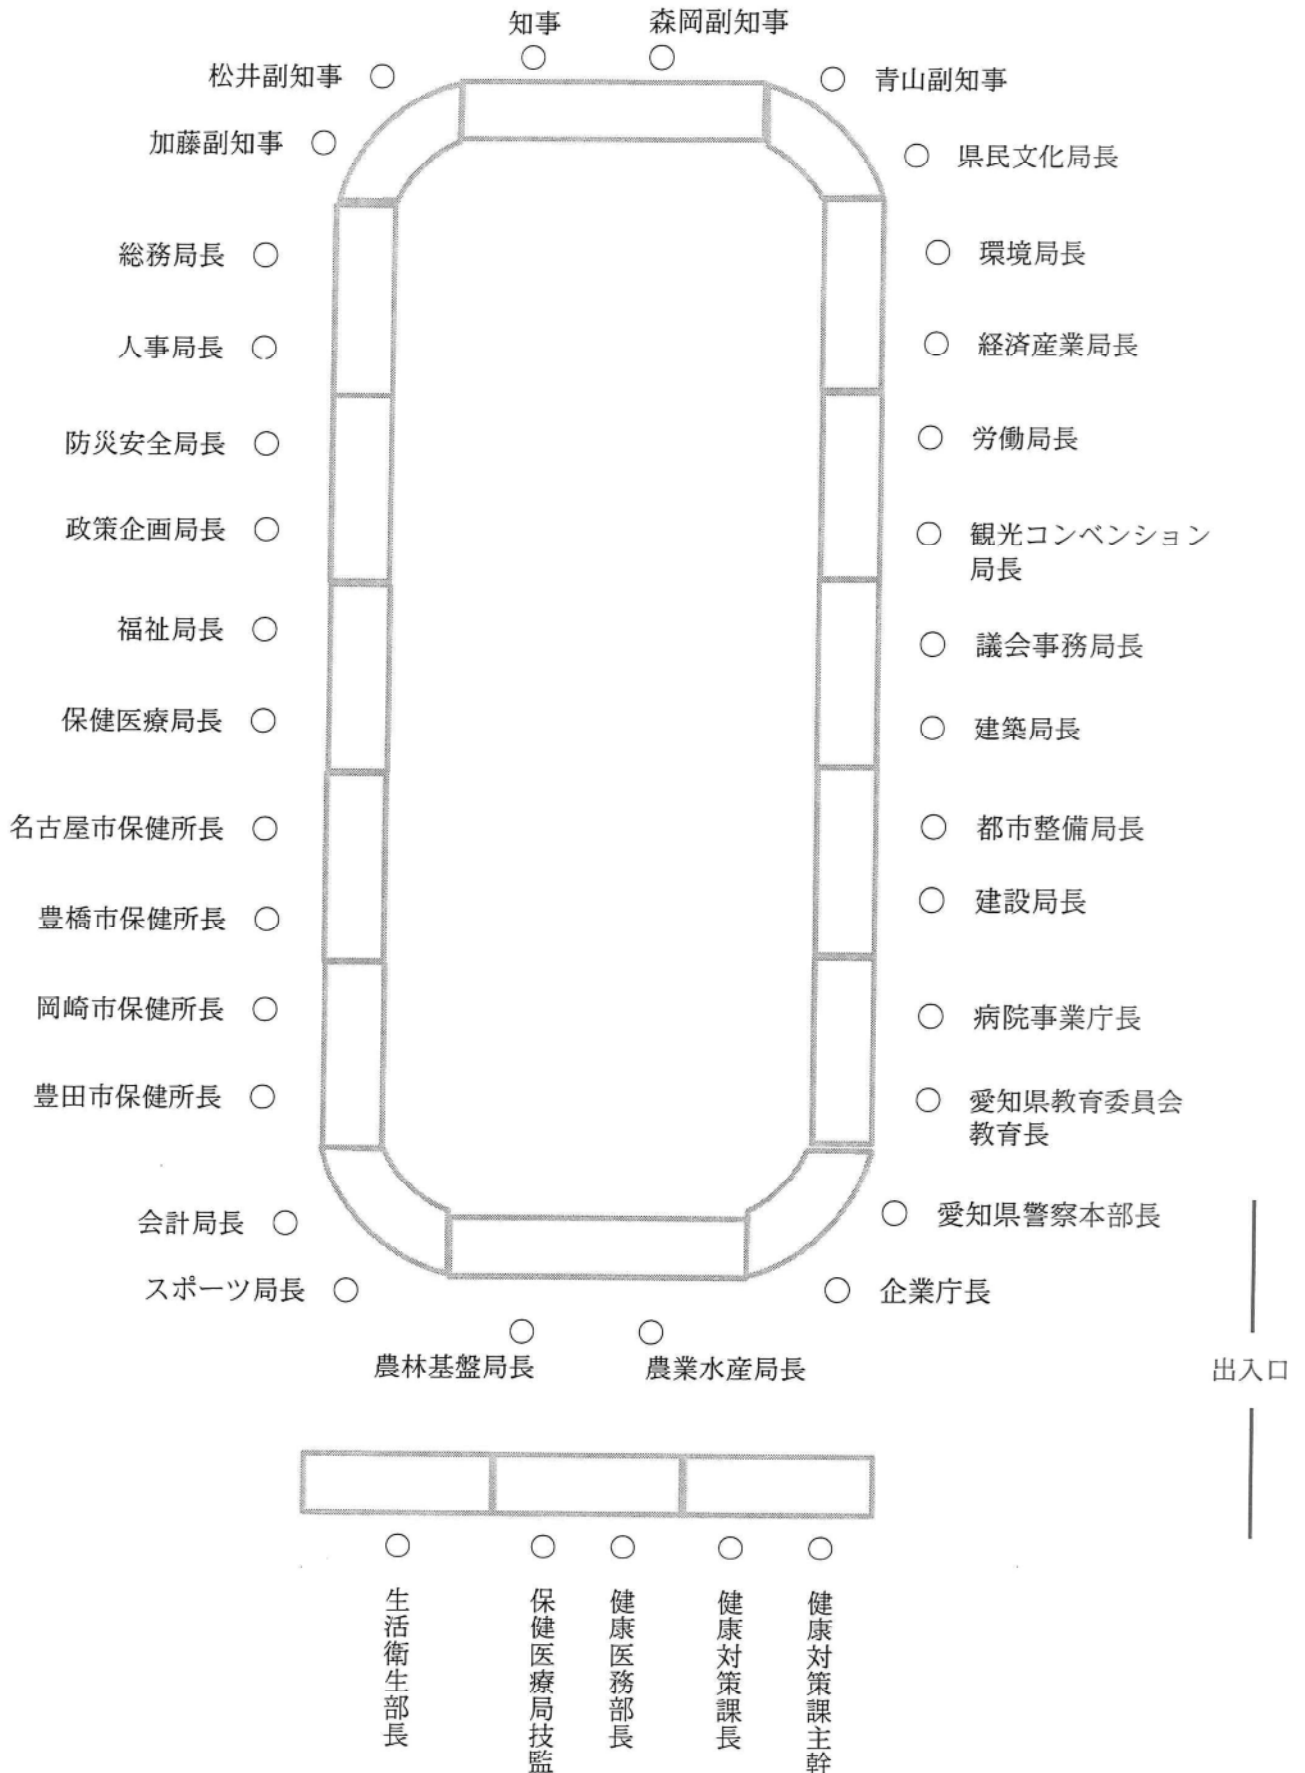 知事
森岡副知事
松井副知事
青山副知事
加藤副知事
県民文化局長
総務局長
環境局長
人事局長
経済産業局長
防災安全局長
労働局長
政策企画局長
観光コンベンション
局長
福祉局長
議会事務局長
保健医療局長
建築局長
名古屋市保健所長
都市整備局長
豊橋市保健所長
建設局長
岡崎市保健所長
病院事業庁長
豊田市保健所長
愛知県教育委員会
教育長
会計局長
愛知県警察本部長
スポーツ局長
企業庁長
農林基盤局長
農業水産局長
出入口
生活衛生部長
保健医療局技監
健康医務部長
健康対策課長
健康対策課主幹